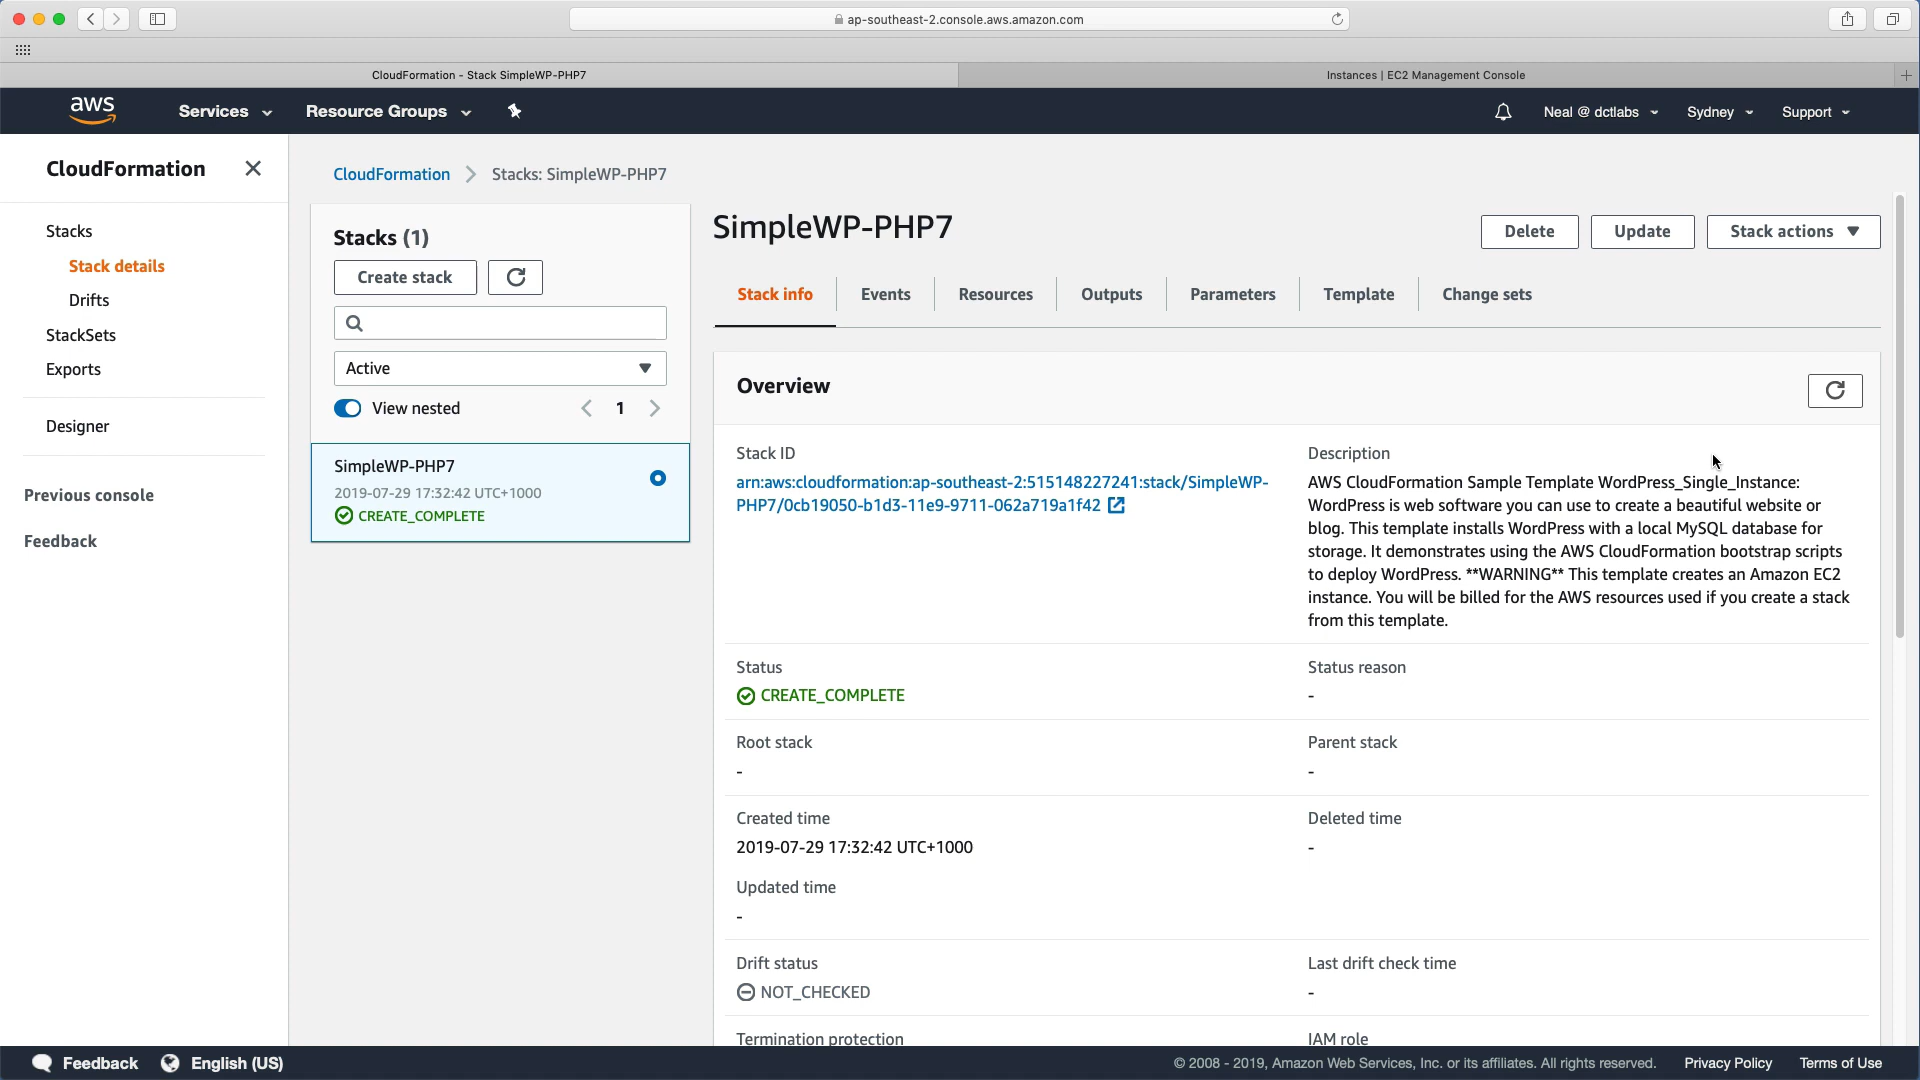 ap-southeast-2.console.aws.amazon.com
CloudFormation - Stack SimpleWP-PHP7
Instances | EC2 Management Console
aws
Services
Resource Groups
Neal @ dctlabs
Sydney
Support
CloudFormation
Stacks
Stack details
Drifts
StackSets
Exports
Designer
Previous console
Feedback
CloudFormation
Stacks: SimpleWP-PHP7
Stacks (1)
Create stack
Active
View nested
1
SimpleWP-PHP7
2019-07-29 17:32:42 UTC+1000
CREATE_COMPLETE
SimpleWP-PHP7
Delete
Update
Stack actions
Stack info
Events
Resources
Outputs
Parameters
Template
Change sets
Overview
Stack ID
arn:aws:cloudformation:ap-southeast-2:515148227241:stack/SimpleWP-
PHP7/0cb19050-b1d3-11e9-9711-062a719a1f42
Description
AWS CloudFormation Sample Template WordPress_Single_Instance:
WordPress is web software you can use to create a beautiful website or
blog. This template installs WordPress with a local MySQL database for
storage. It demonstrates using the AWS CloudFormation bootstrap scripts
to deploy WordPress. **WARNING** This template creates an Amazon EC2
instance. You will be billed for the AWS resources used if you create a stack
from this template.
Status
CREATE_COMPLETE
Status reason
-
Root stack
-
Parent stack
-
Created time
2019-07-29 17:32:42 UTC+1000
Deleted time
-
Updated time
-
Drift status
NOT_CHECKED
Last drift check time
-
Termination protection
IAM role
Feedback
English (US)
© 2008 - 2019, Amazon Web Services, Inc. or its affiliates. All rights reserved.
Privacy Policy
Terms of Use